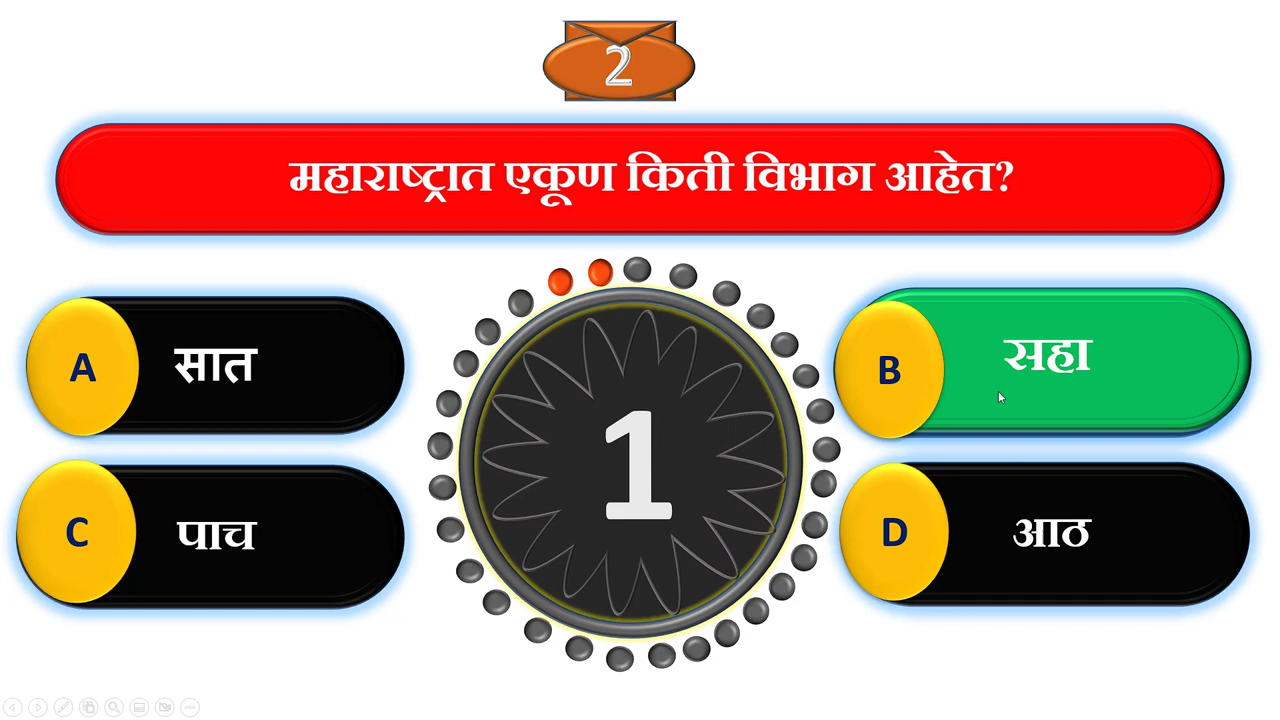 2
महाराष्ट्रात एकूण किती विभाग आहेत?
A सात
B सहा
1
C पाच
D आठ